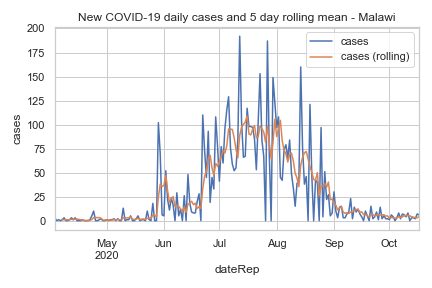 New COVID-19 daily cases and 5 day rolling mean - Malawi
cases
cases (rolling)
200
175
150
125
100
75
50
25
0
cases
May
2020
Jun
Jul
Aug
Sep
Oct
dateRep